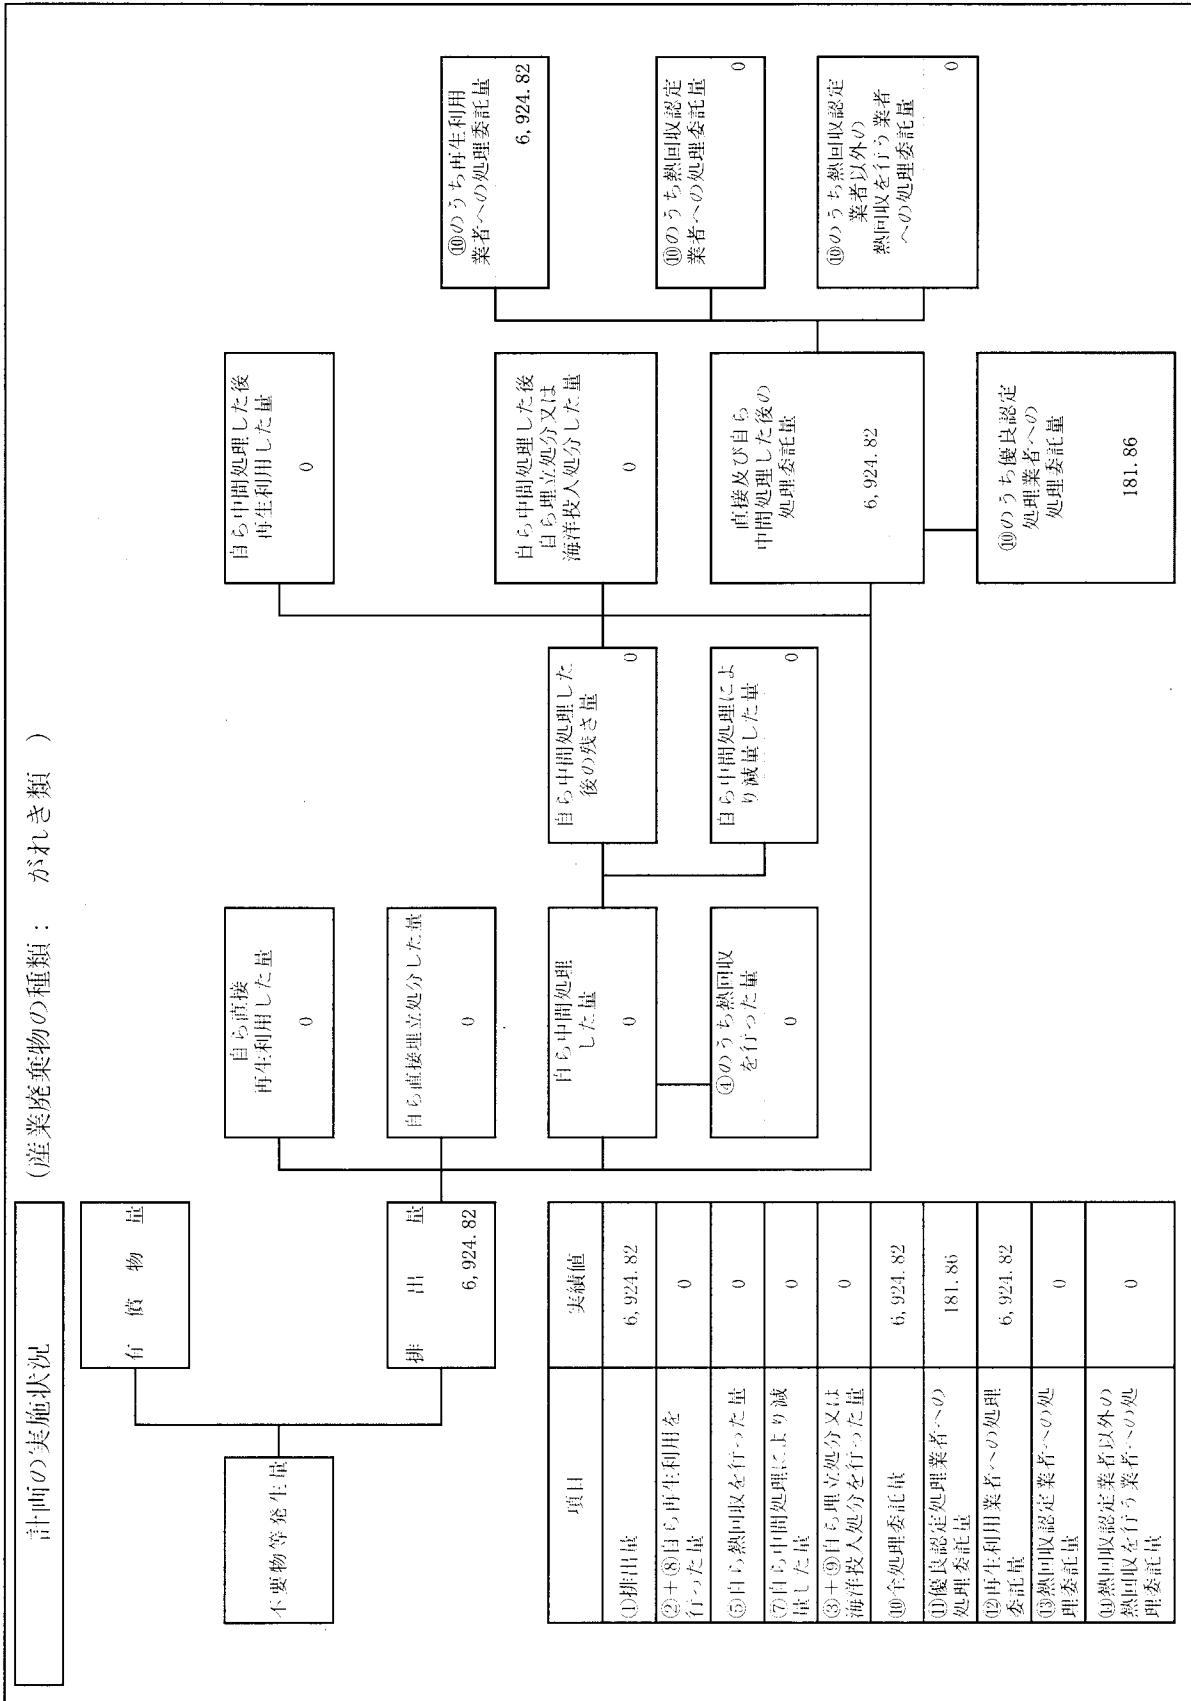 計画の実施状況
(産業廃棄物の種類： がれき類 )
不要物等発生量
有 償 物 量
排 出 量
6,924.82
自ら直接
再生利用した量
0
自ら直接埋立処分した量
0
自ら中間処理
した量
0
④のうち熱回収
を行った量
0
自ら中間処理した
後の残さ量
0
自ら中間処理によ
り減量した量
0
自ら中間処理した後
再生利用した量
0
自ら中間処理した後
自ら埋立処分又は
海洋投入処分した量
0
直接及び自ら
中間処理した後の
処理委託量
6,924.82
⑩のうち優良認定
処理業者への
処理委託量
181.86
⑩のうち再生利用
業者への処理委託量
6,924.82
⑩のうち熱回収認定
業者への処理委託量
0
⑩のうち熱回収認定
業者以外の
熱回収を行う業者
への処理委託量
0
項目 実績値
①排出量 6,924.82
②+⑧自ら再生利用を
行った量 0
⑤自ら熱回収を行った量 0
⑦自ら中間処理により減
量した量 0
③+⑨自ら埋立処分又は
海洋投入処分を行った量 0
⑩全処理委託量 6,924.82
⑪優良認定処理業者への
処理委託量 181.86
⑫再生利用業者への処理
委託量 6,924.82
⑬熱回収認定業者への処
理委託量 0
⑭熱回収認定業者以外の
熱回収を行う業者への処
理委託量 0